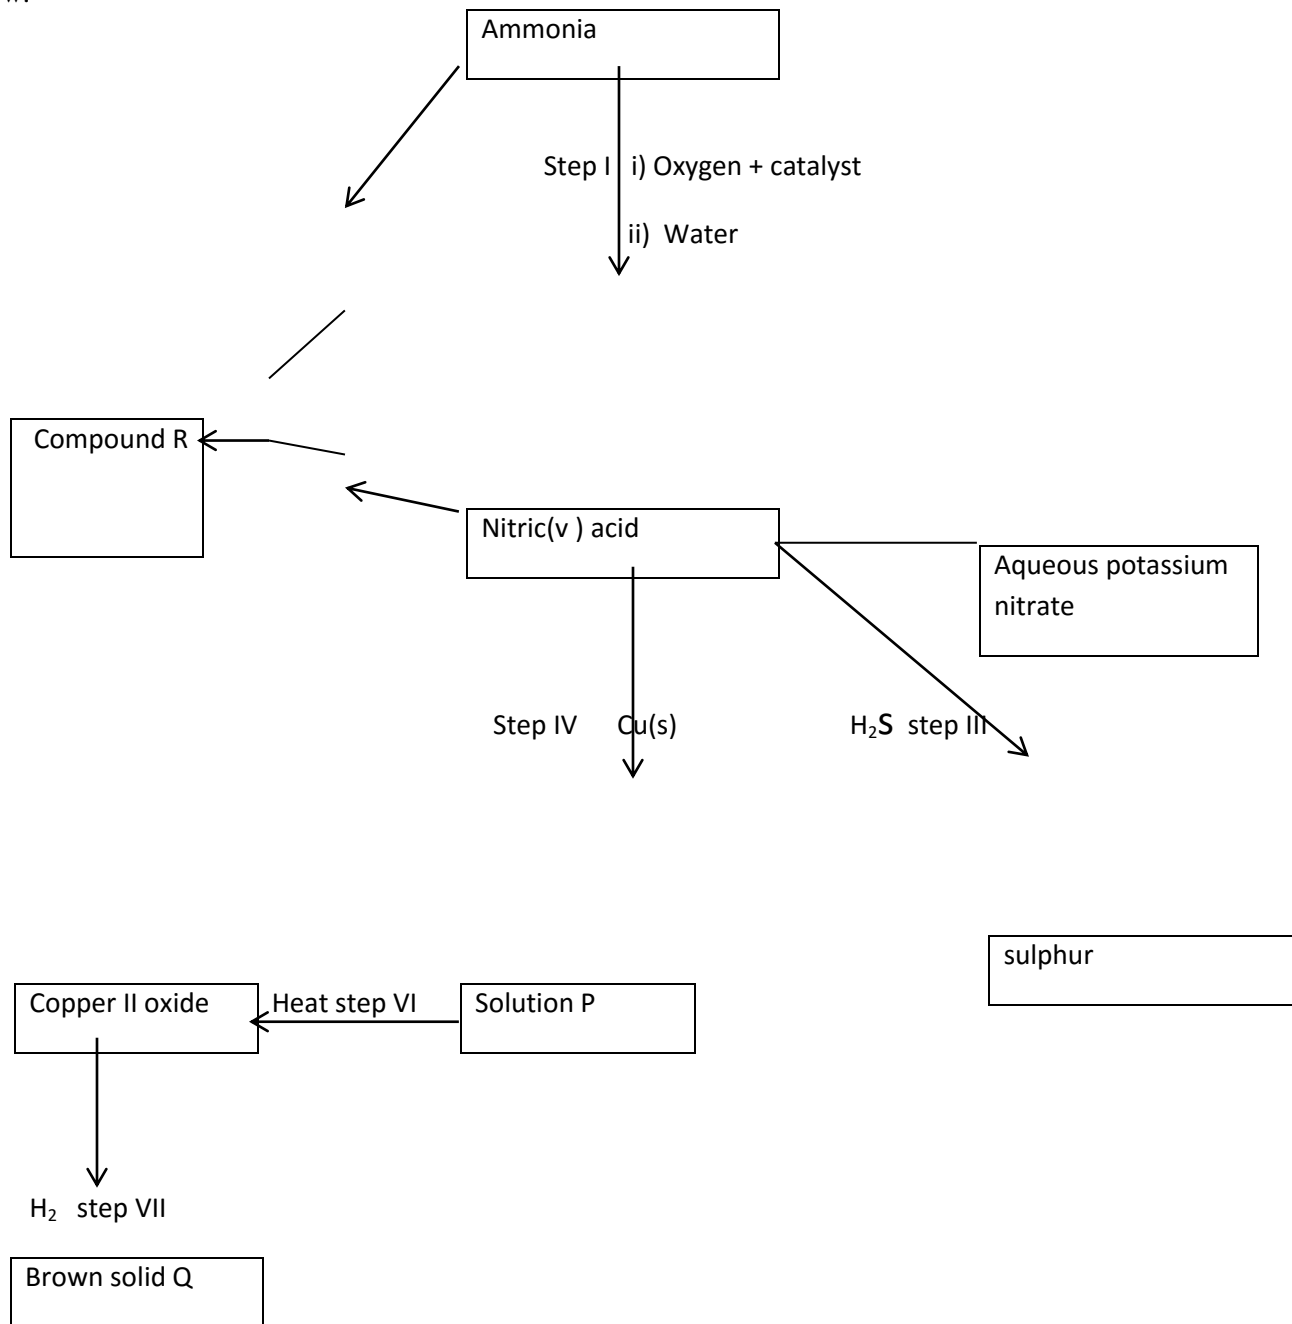 Ammonia
Step I i) Oxygen + catalyst
ii) Water
Compound R
Nitric(v ) acid
Aqueous potassium
nitrate
Step IV Cu(s) H₂S step III
sulphur
Copper II oxide Heat step VI Solution P
H₂ step VII
Brown solid Q